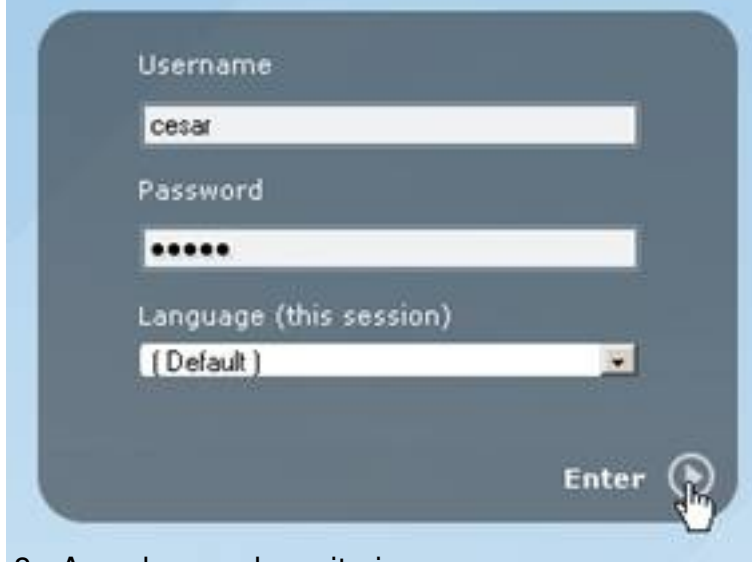 Username
cesar
Password
•••••
Language (this session)
( Default )
Enter